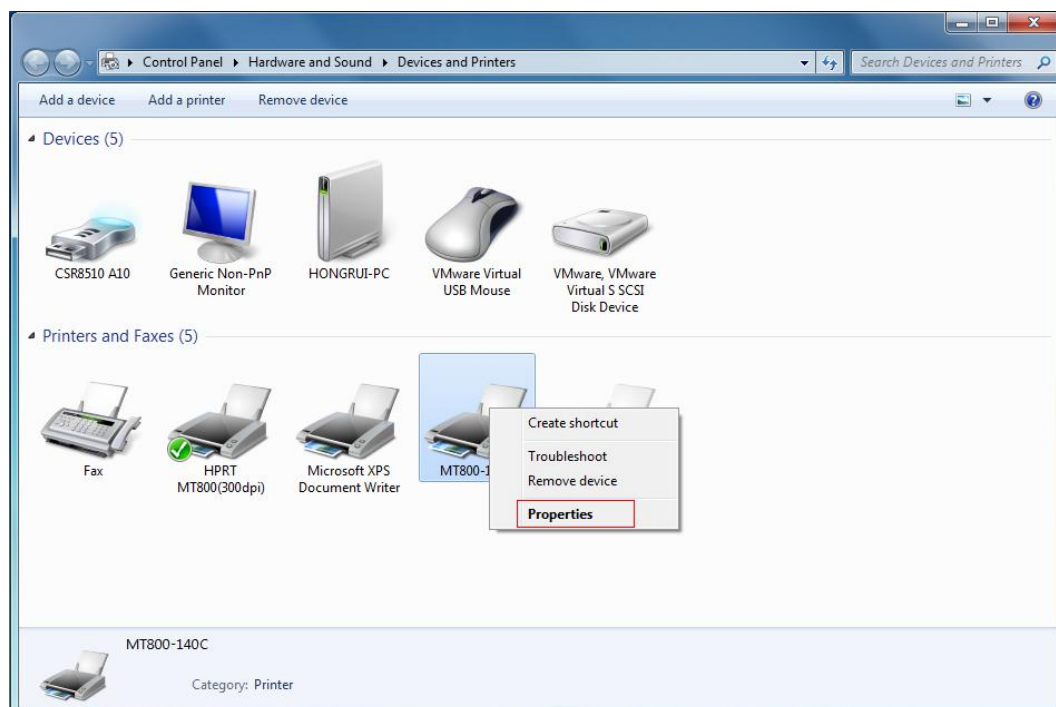 Control Panel ▸ Hardware and Sound ▸ Devices and Printers
Search Devices and Printers
Add a device Add a printer Remove device
Devices (5)
CSR8510 A10
Generic Non-PnP
Monitor
HONGRUI-PC
VMware Virtual
USB Mouse
VMware, VMware
Virtual S SCSI
Disk Device
Printers and Faxes (5)
Fax
HPRT
MT800(300dpi)
Microsoft XPS
Document Writer
MT800-1
Create shortcut
Troubleshoot
Remove device
Properties
MT800-140C
Category: Printer